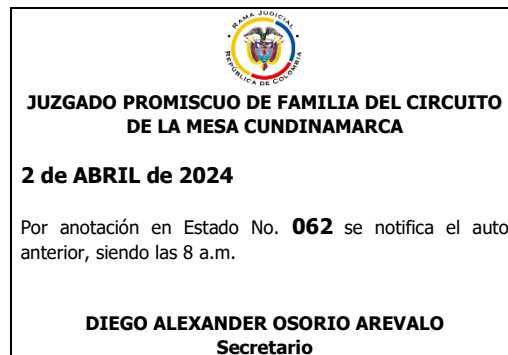 RAMA JUDICIAL
REPÚBLICA DE COLOMBIA
JUZGADO PROMISCUO DE FAMILIA DEL CIRCUITO
DE LA MESA CUNDINAMARCA
2 de ABRIL de 2024
Por anotación en Estado No. 062 se notifica el auto
anterior, siendo las 8 a.m.
DIEGO ALEXANDER OSORIO AREVALO
Secretario